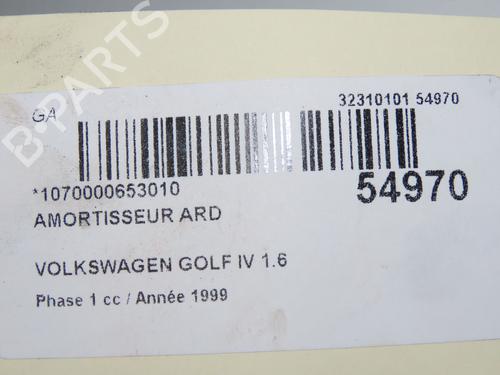 B-PARTS
GA
32310101 54970
*1070000653010
54970
AMORTISSEUR ARD
VOLKSWAGEN GOLF IV 1.6
Phase 1 cc / Année 1999